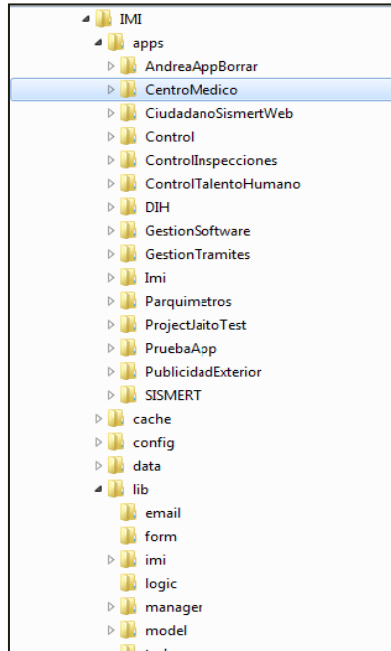 IMI
apps
AndreaAppBorrar
CentroMedico
CiudadanoSismertWeb
Control
ControlInspecciones
ControlTalentoHumano
DIH
GestionSoftware
GestionTramites
Imi
Parquimetros
ProjectJaitoTest
PruebaApp
PublicidadExterior
SISMERT
cache
config
data
lib
email
form
imi
logic
manager
model